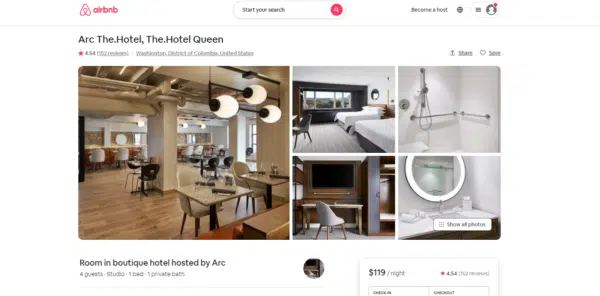 airbnb
Start your search
Become a host
Arc The.Hotel, The.Hotel Queen
★ 4.54 (152 reviews) · Washington, District of Columbia, United States
Share
Save
Show all photos
Room in boutique hotel hosted by Arc
4 guests · Studio · 1 bed · 1 private bath
$119 / night
★ 4.54 (152 reviews)
CHECK-IN
CHECKOUT